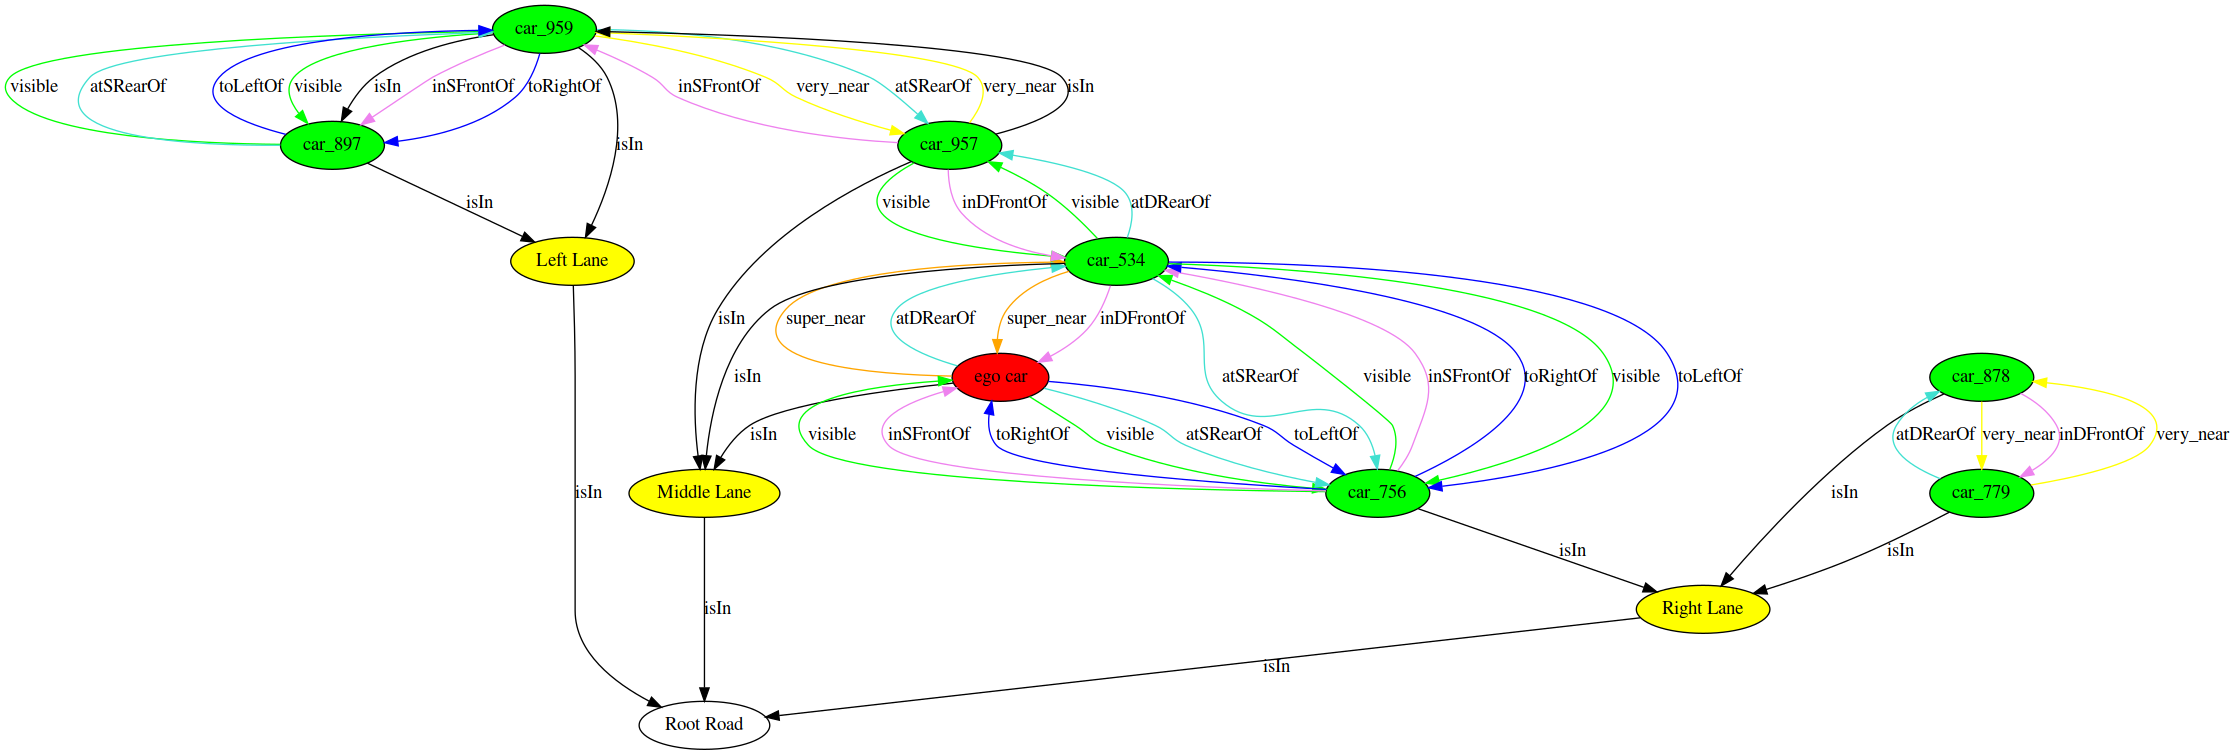 car_959
visible
atSRearOf
toLeftOf
visible
isIn
inSFrontOf
toRightOf
inSFrontOf
very_near
atSRearOf
very_near
isIn
car_897
isIn
car_957
isIn
visible
inDFrontOf
visible
atDRearOf
Left Lane
car_534
isIn
super_near
atDRearOf
super_near
inDFrontOf
isIn
ego car
atSRearOf
visible
inSFrontOf
toRightOf
visible
toLeftOf
car_878
isIn
visible
inSFrontOf
toRightOf
visible
atSRearOf
toLeftOf
atDRearOf
very_near
inDFrontOf
very_near
isIn
Middle Lane
car_756
isIn
car_779
isIn
isIn
isIn
Right Lane
isIn
Root Road